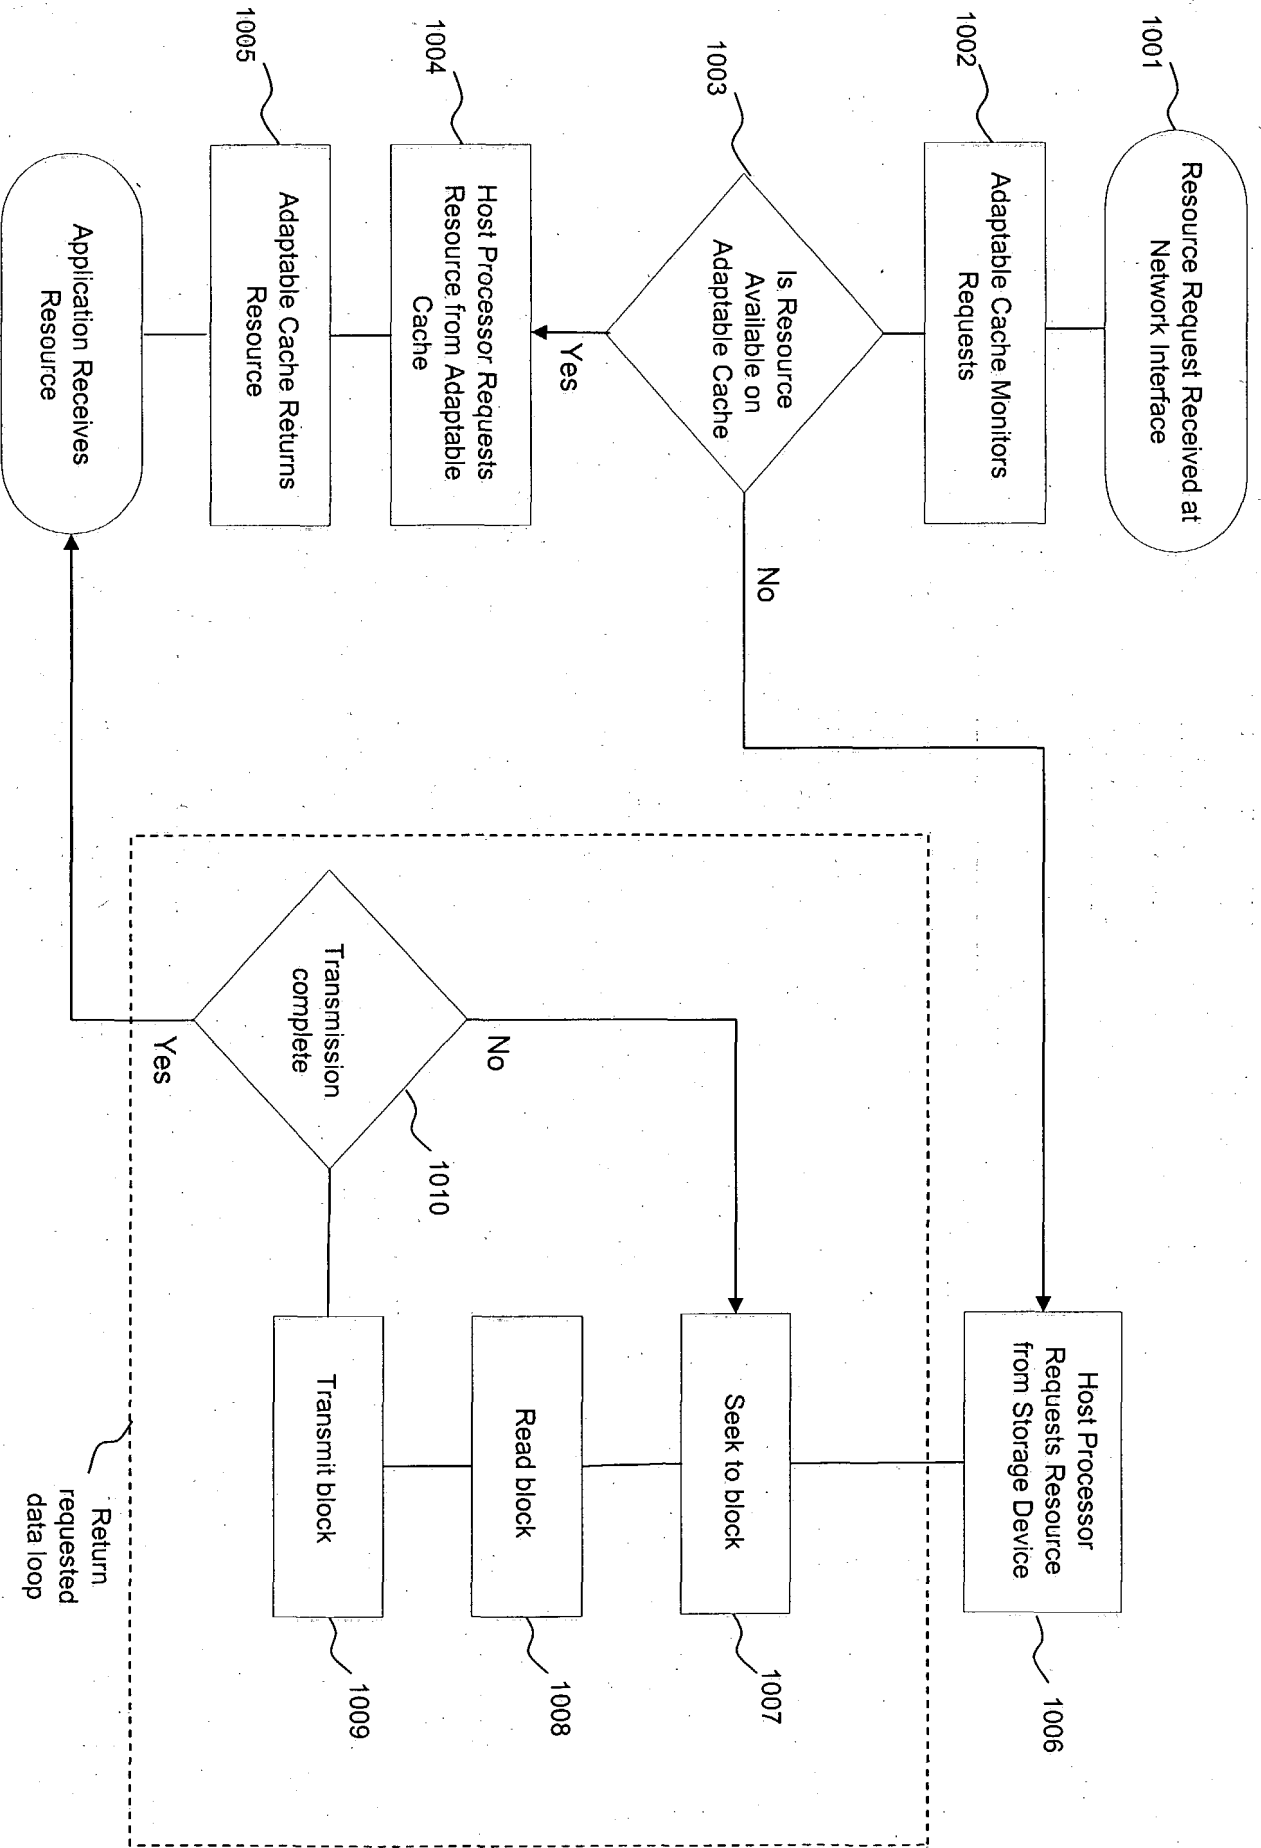 1001
Resource Request Received at
Network Interface
1002
Adaptable Cache Monitors
Requests
1003
Is Resource
Available on
Adaptable Cache
No
Yes
1004
Host Processor Requests
Resource from Adaptable
Cache
1005
Adaptable Cache Returns
Resource
Application Receives
Resource
Host Processor
Requests Resource
from Storage Device
1006
Seek to block
1007
Read block
1008
Transmit block
1009
Transmission
complete
1010
No
Yes
Return
requested
data loop